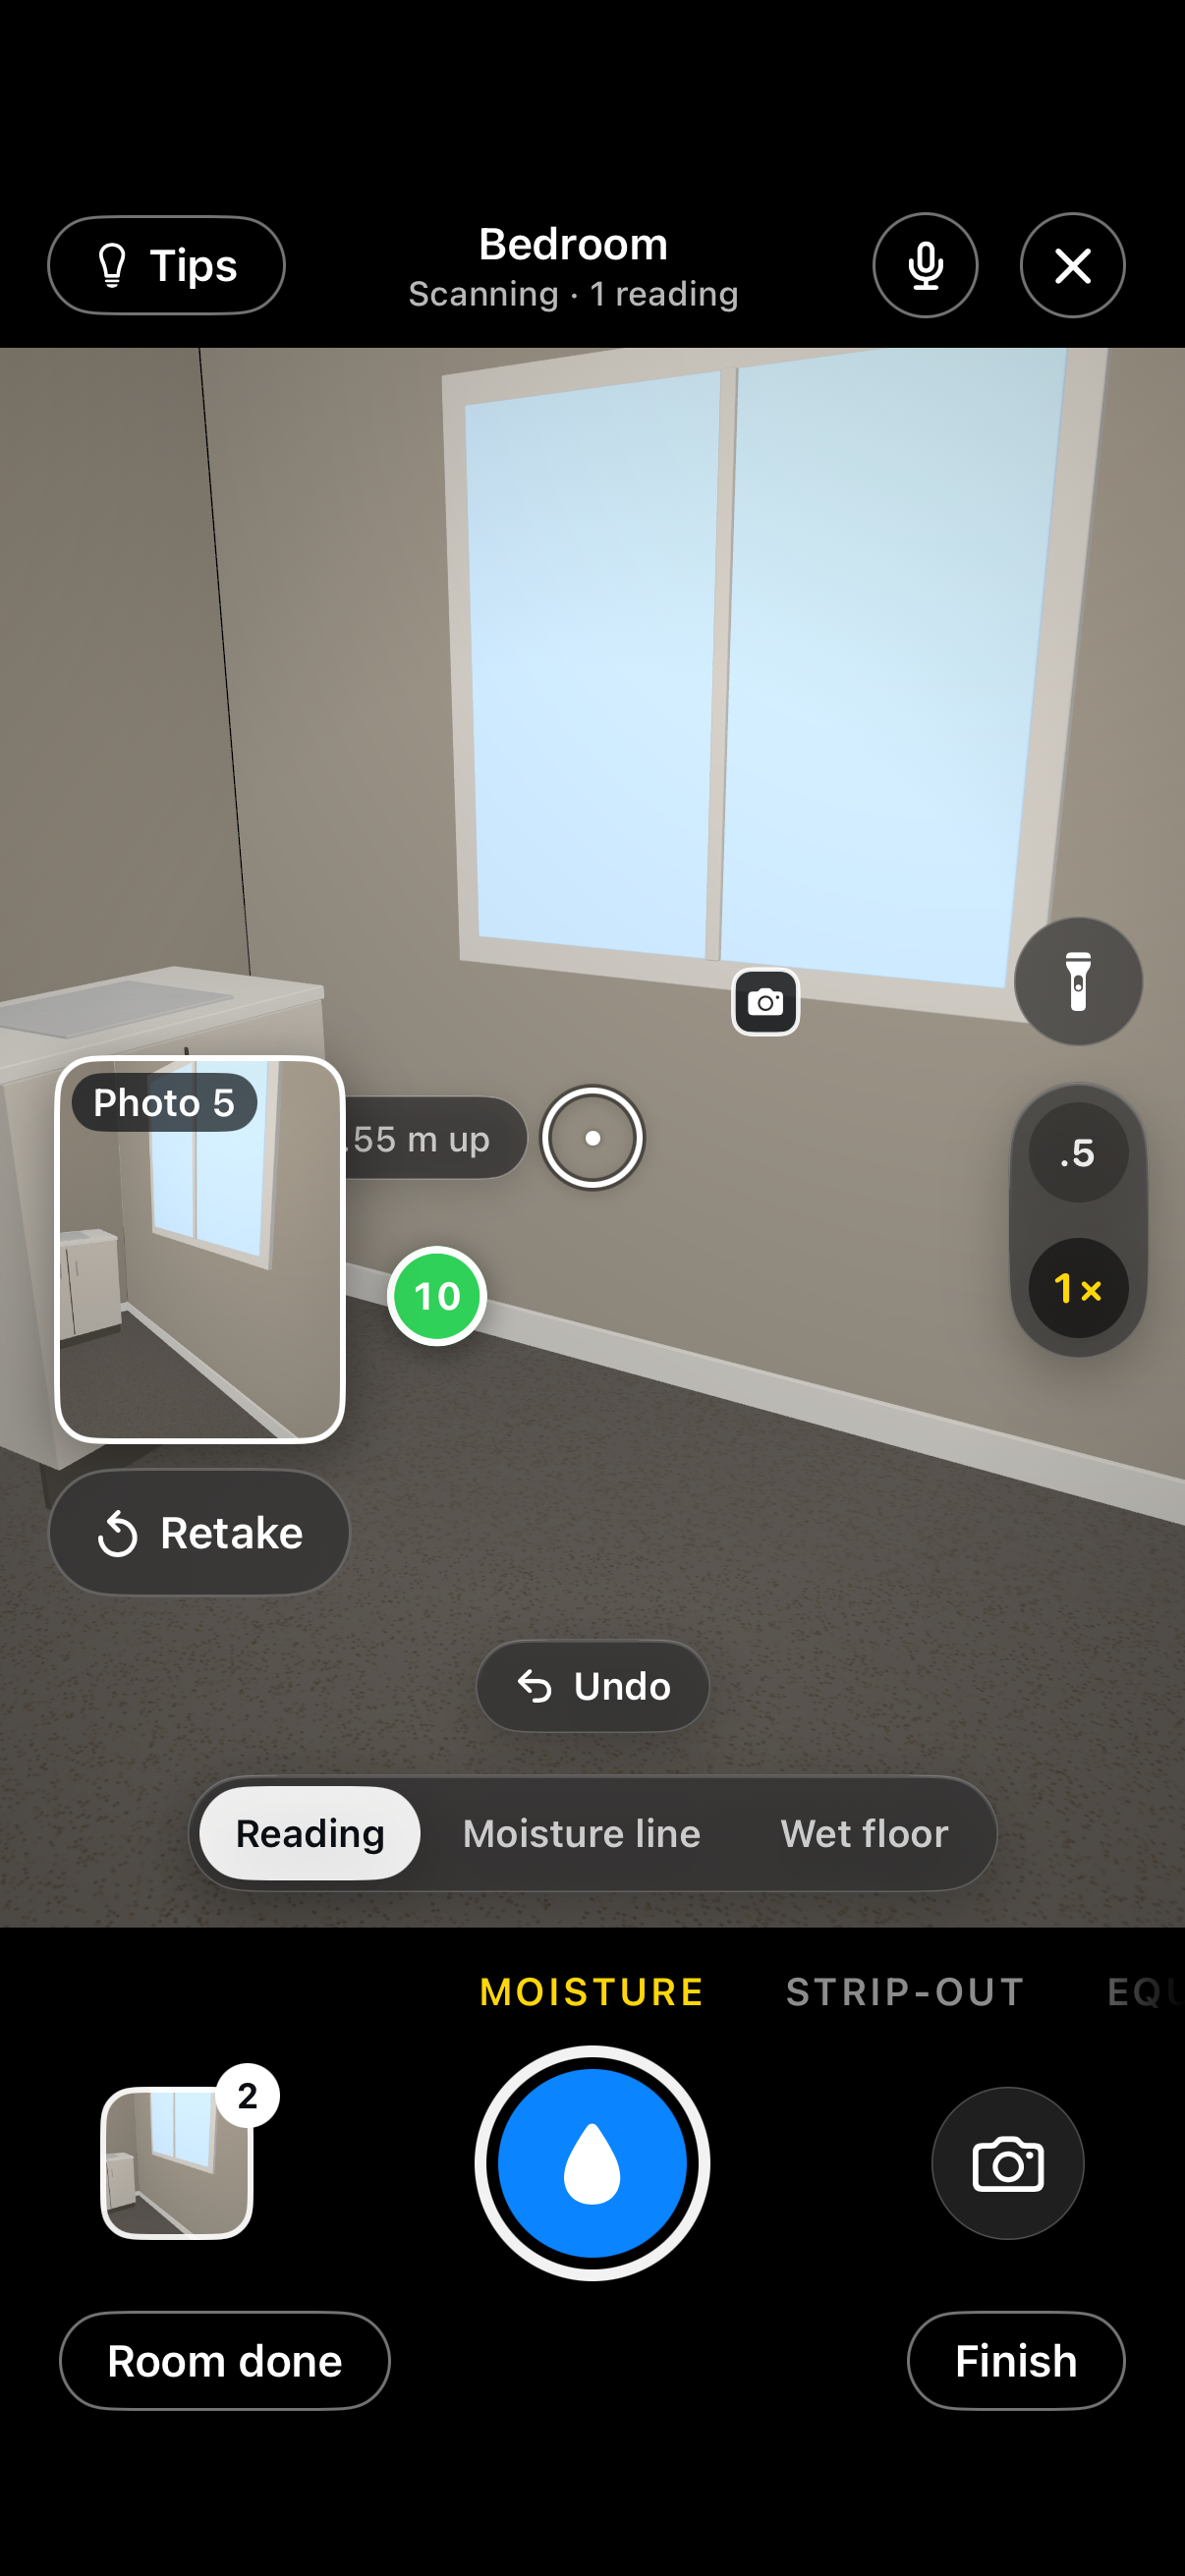 Tips
Bedroom
Scanning · 1 reading
Photo 5
.55 m up
.5
10
1×
Retake
Undo
Reading
Moisture line
Wet floor
MOISTURE
STRIP-OUT
2
Room done
Finish